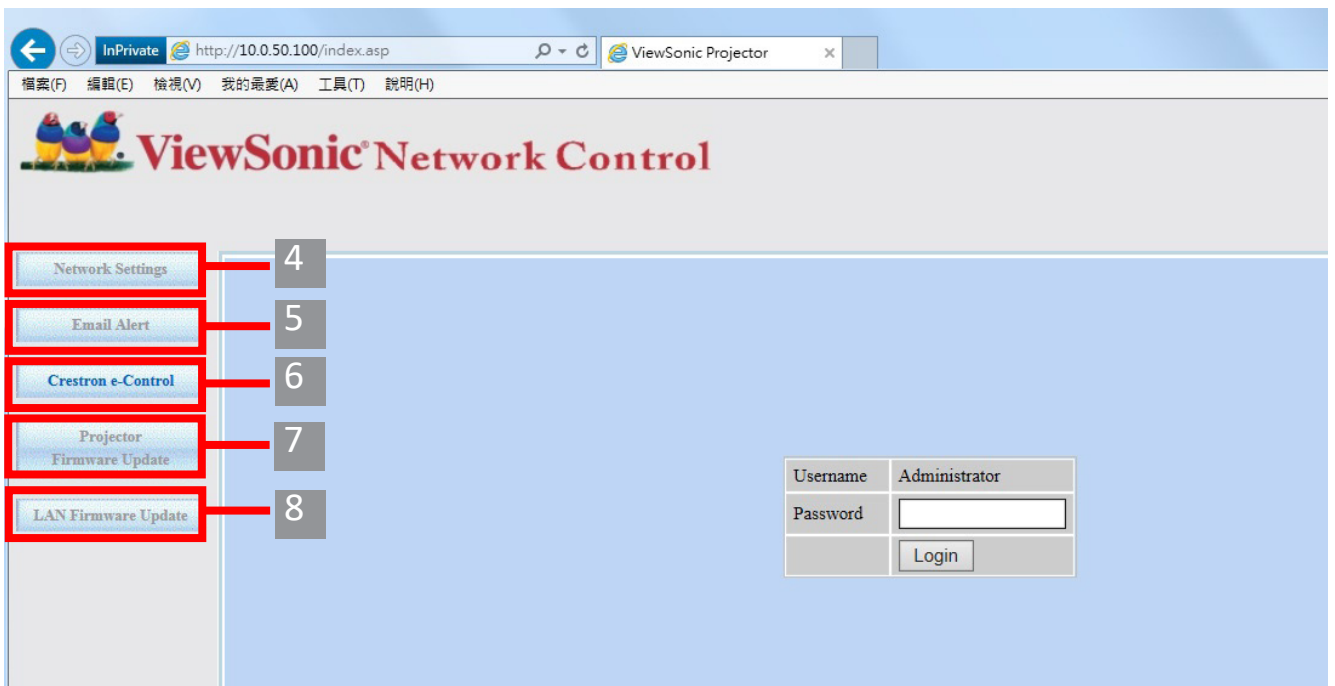 InPrivate http://10.0.50.100/index.asp ViewSonic Projector
檔案(F) 編輯(E) 檢視(V) 我的最愛(A) 工具(T) 說明(H)
ViewSonic® Network Control
Network Settings 4
Email Alert 5
Crestron e-Control 6
Projector
Firmware Update 7
LAN Firmware Update 8
Username Administrator
Password
Login